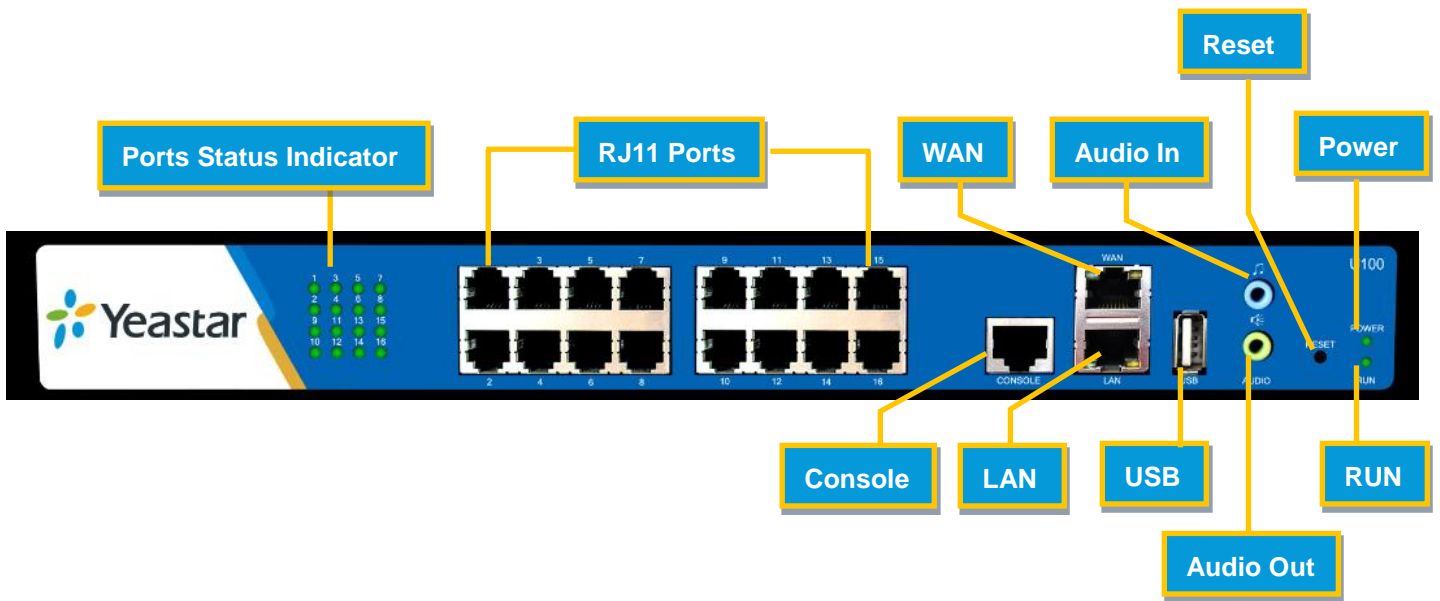 Reset
Ports Status Indicator
RJ11 Ports
WAN
Audio In
Power
Yeastar
1 3 5 7
2 4 6 8
9 11 13 15
10 12 14 16
3 5 7
9 11 13 15
2 4 6 8
10 12 14 16
CONSOLE
WAN
LAN
USB
AUDIO
RESET
U100
POWER
RUN
Console
LAN
USB
RUN
Audio Out